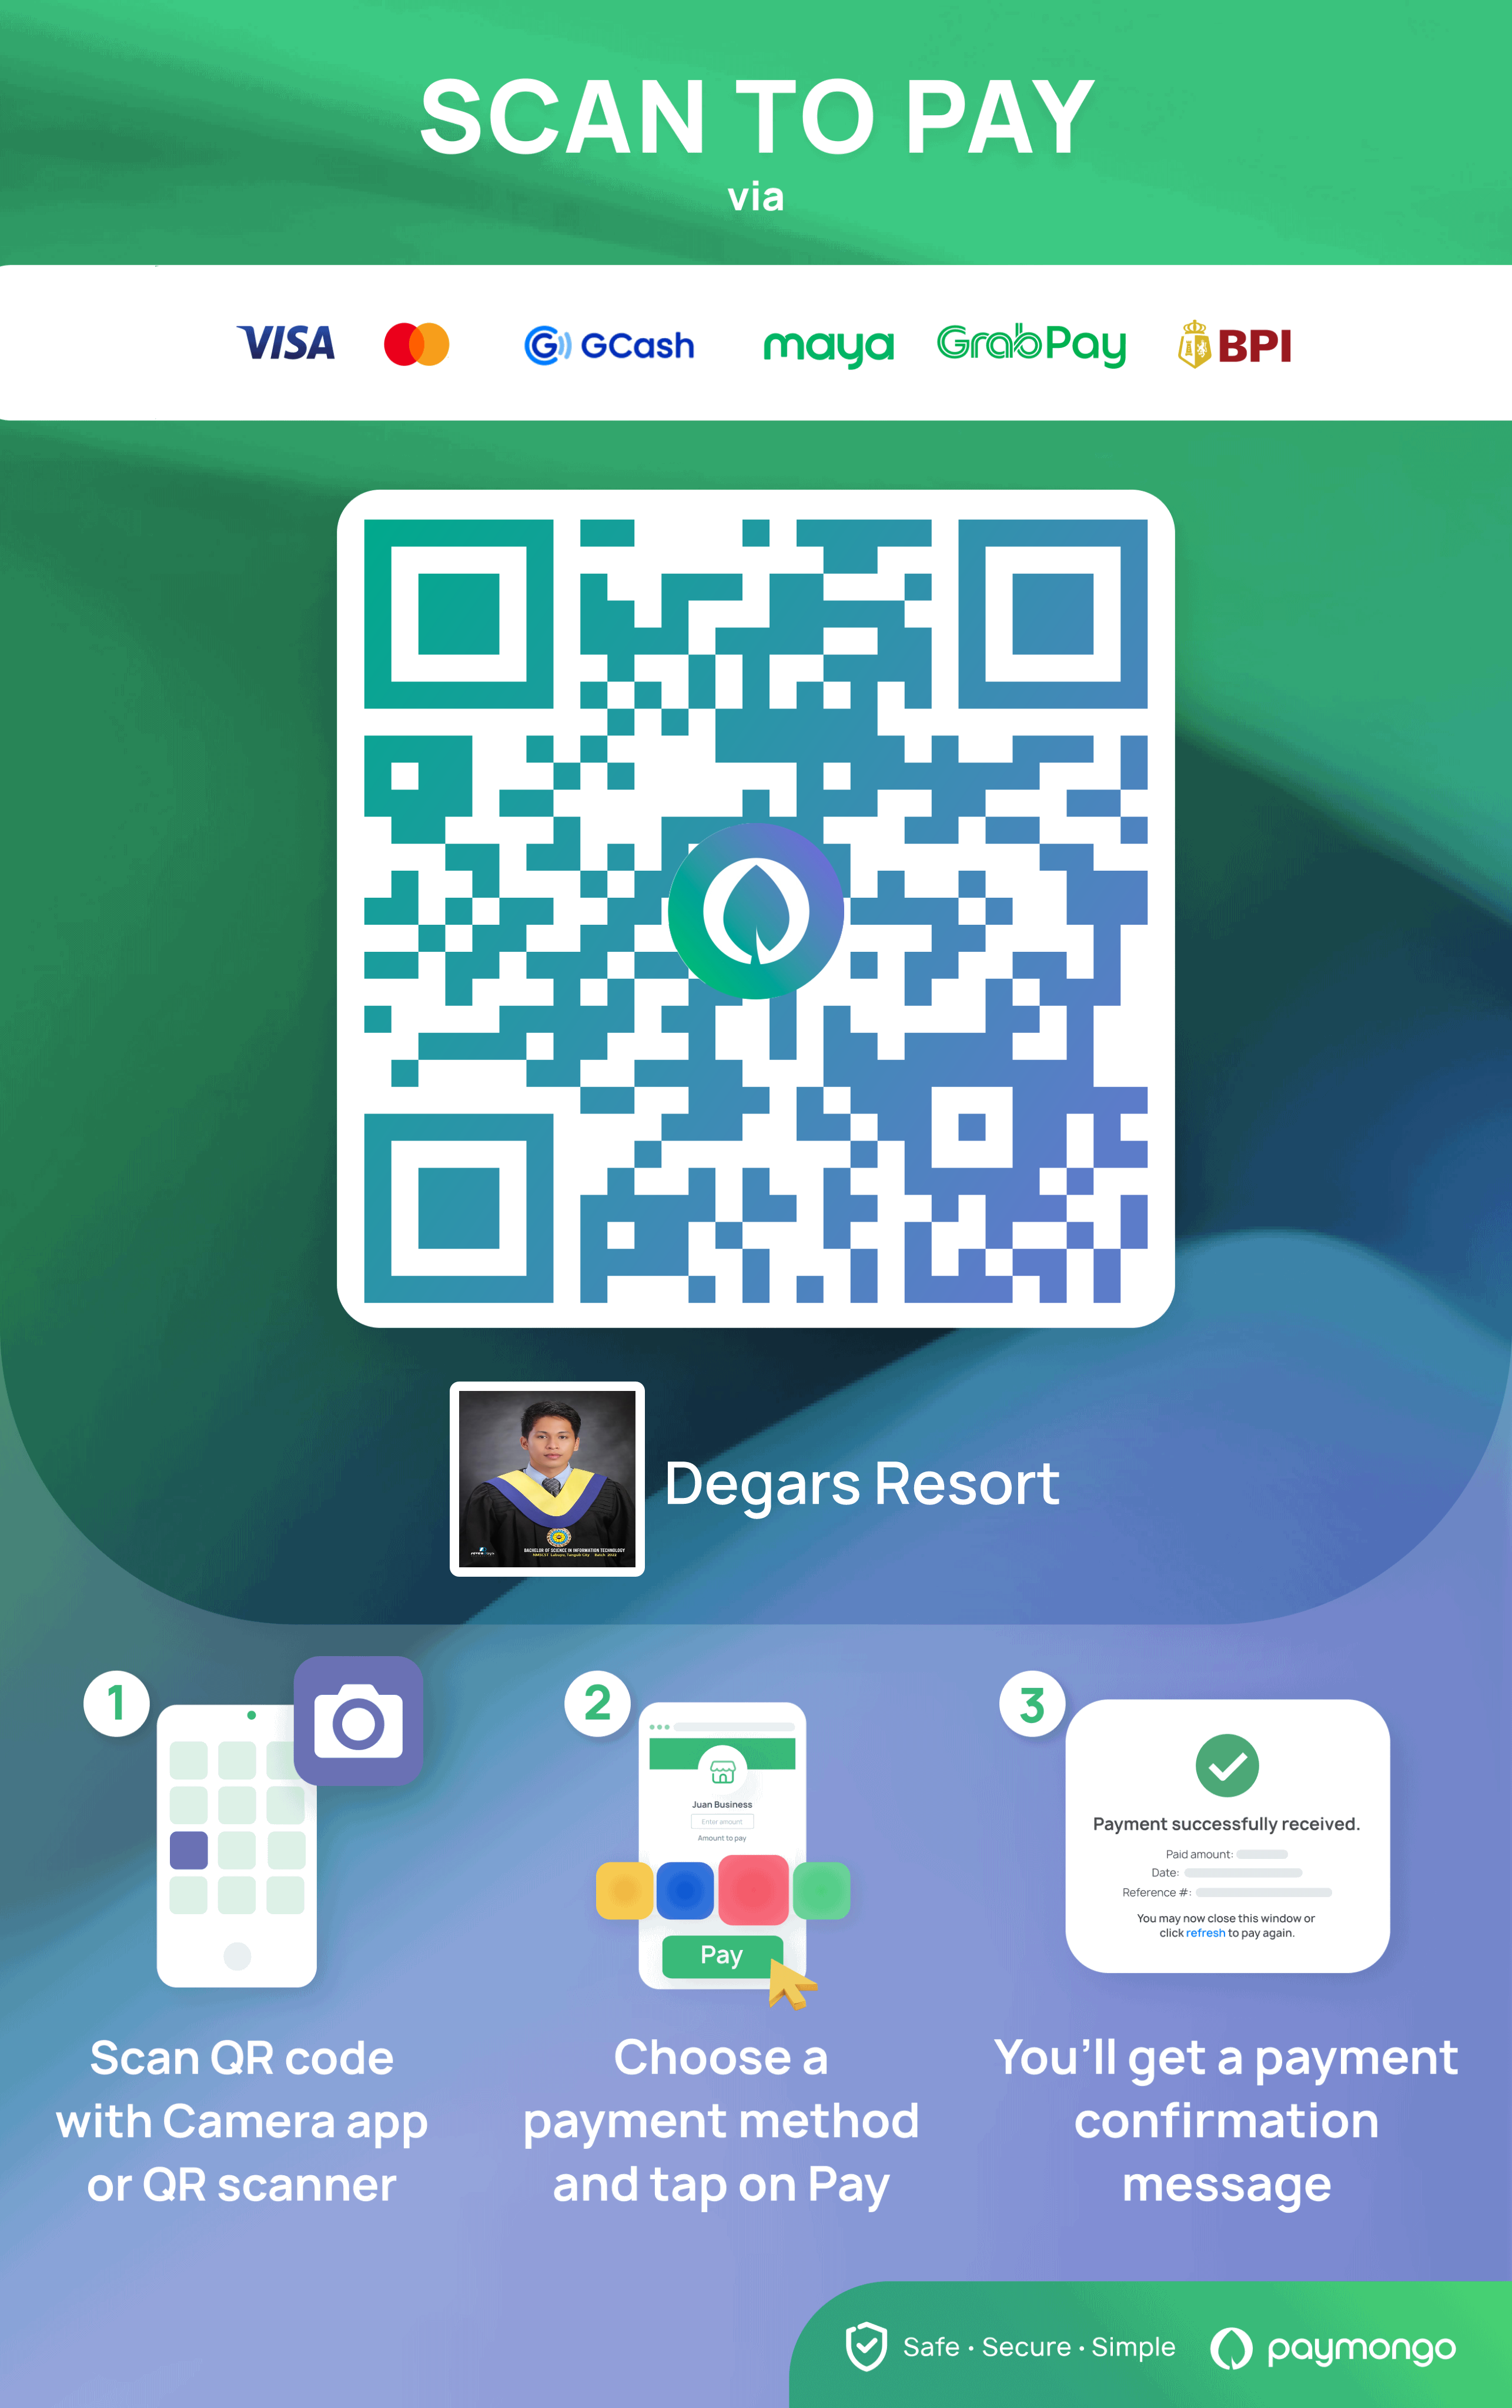 SCAN TO PAY
via
VISA
GCash
maya
GrabPay
BPI
Degars Resort
BACHELOR OF SCIENCE IN INFORMATION TECHNOLOGY
1
2
3
Juan Business
Enter amount
Amount to pay
Pay
Payment successfully received.
Paid amount:
Date:
Reference #:
You may now close this window or
click refresh to pay again.
Scan QR code
with Camera app
or QR scanner
Choose a
payment method
and tap on Pay
You’ll get a payment
confirmation
message
Safe · Secure · Simple
paymongo